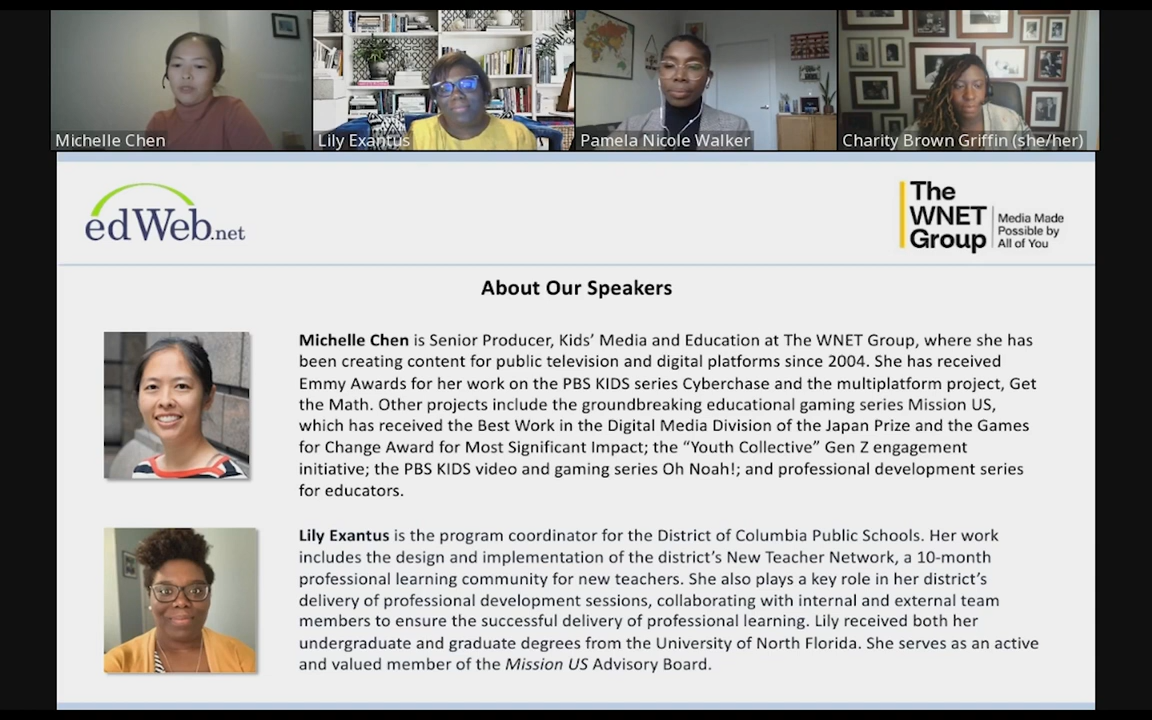 Michelle Chen
Lily Exantus
Pamela Nicole Walker
Charity Brown Griffin (she/her)
edWeb.net
The
WNET
Group
Media Made
Possible by
All of You
About Our Speakers
Michelle Chen is Senior Producer, Kids' Media and Education at The WNET Group, where she has
been creating content for public television and digital platforms since 2004. She has received
Emmy Awards for her work on the PBS KIDS series Cyberchase and the multiplatform project, Get
the Math. Other projects include the groundbreaking educational gaming series Mission US,
which has received the Best Work in the Digital Media Division of the Japan Prize and the Games
for Change Award for Most Significant Impact; the “Youth Collective” Gen Z engagement
initiative; the PBS KIDS video and gaming series Oh Noah!; and professional development series
for educators.
Lily Exantus is the program coordinator for the District of Columbia Public Schools. Her work
includes the design and implementation of the district's New Teacher Network, a 10-month
professional learning community for new teachers. She also plays a key role in her district's
delivery of professional development sessions, collaborating with internal and external team
members to ensure the successful delivery of professional learning. Lily received both her
undergraduate and graduate degrees from the University of North Florida. She serves as an active
and valued member of the Mission US Advisory Board.